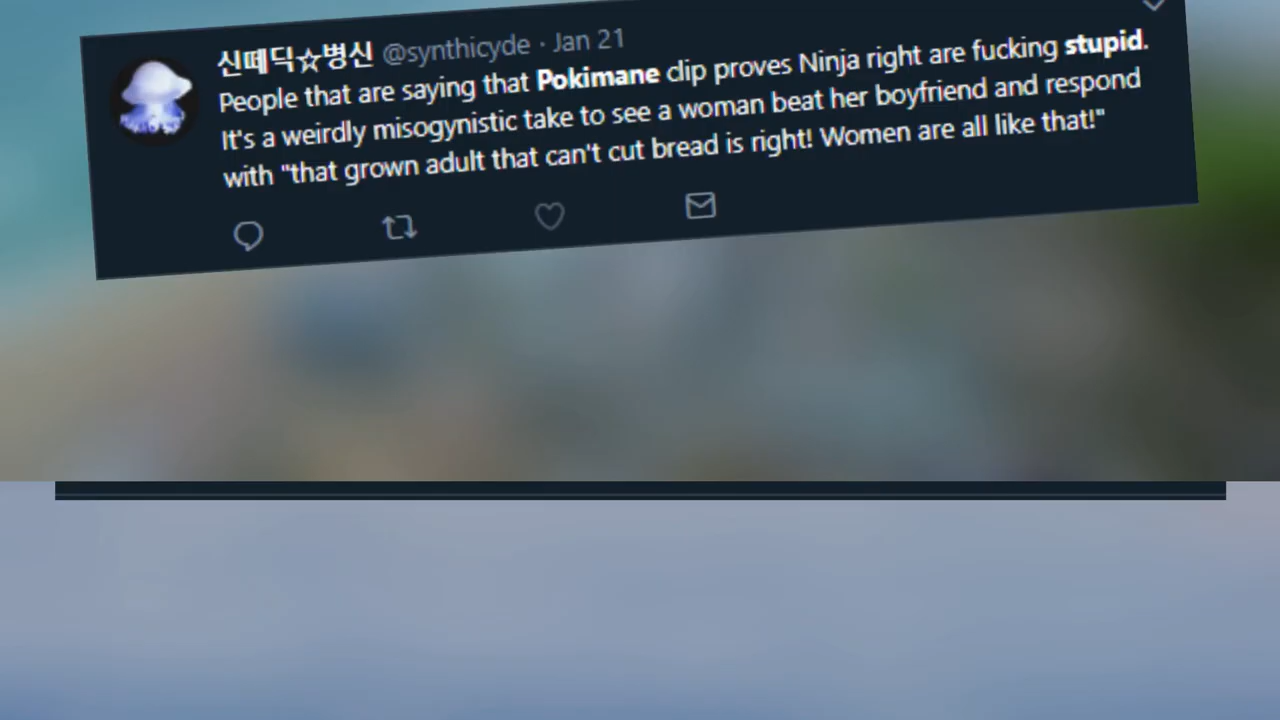 신떼딕☆병신 @synthicyde · Jan 21
People that are saying that Pokimane clip proves Ninja right are fucking stupid.
It's a weirdly misogynistic take to see a woman beat her boyfriend and respond
with "that grown adult that can't cut bread is right! Women are all like that!"